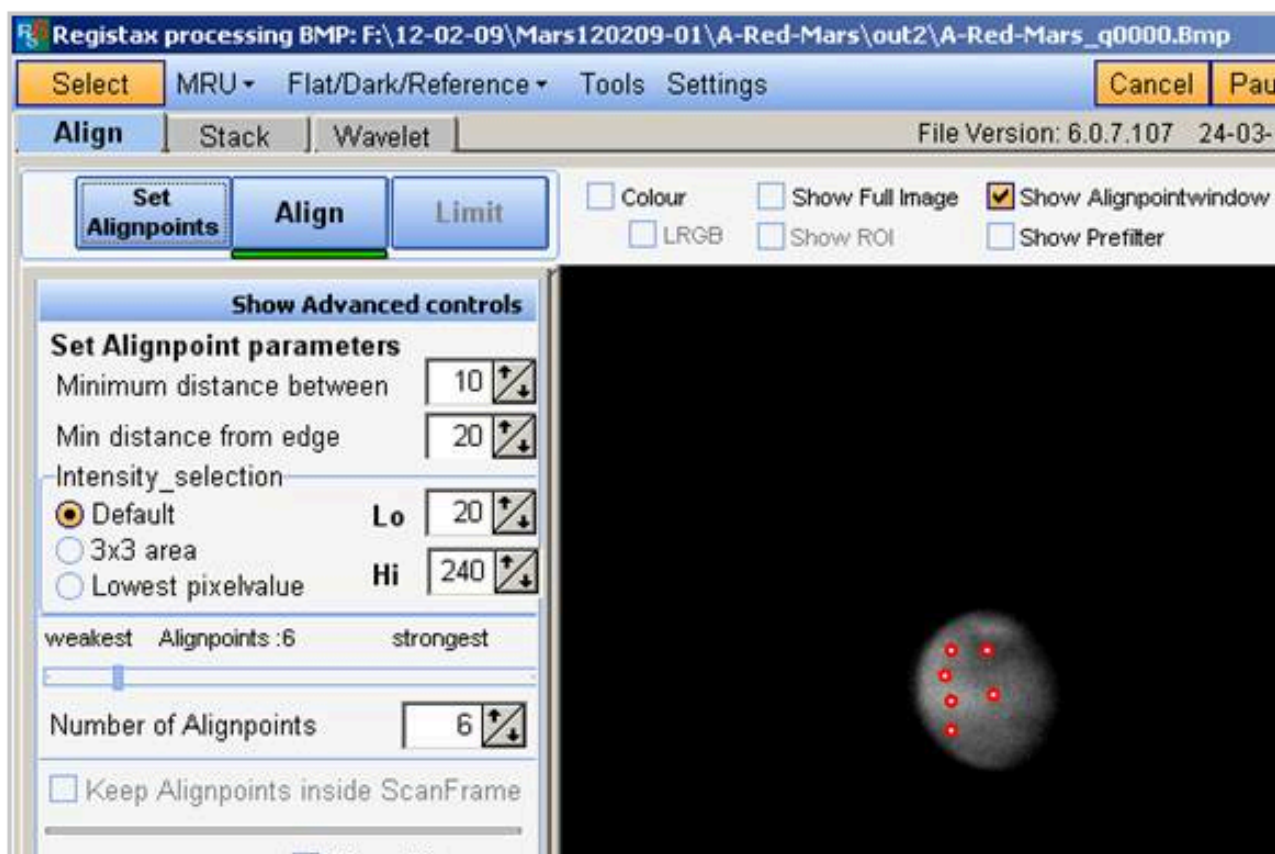 Registax processing BMP: F:\12-02-09\Mars120209-01\A-Red-Mars\out2\A-Red-Mars_q0000.Bmp
Select MRU Flat/Dark/Reference Tools Settings Cancel Pau
Align Stack Wavelet File Version: 6.0.7.107 24-03-
Set Alignpoints Align Limit
Colour Show Full Image Show Alignpointwindow
LRGB Show ROI Show Prefilter
Show Advanced controls
Set Alignpoint parameters
Minimum distance between 10
Min distance from edge 20
Intensity_selection
Default Lo 20
3x3 area
Lowest pixelvalue Hi 240
weakest Alignpoints :6 strongest
Number of Alignpoints 6
Keep Alignpoints inside ScanFrame